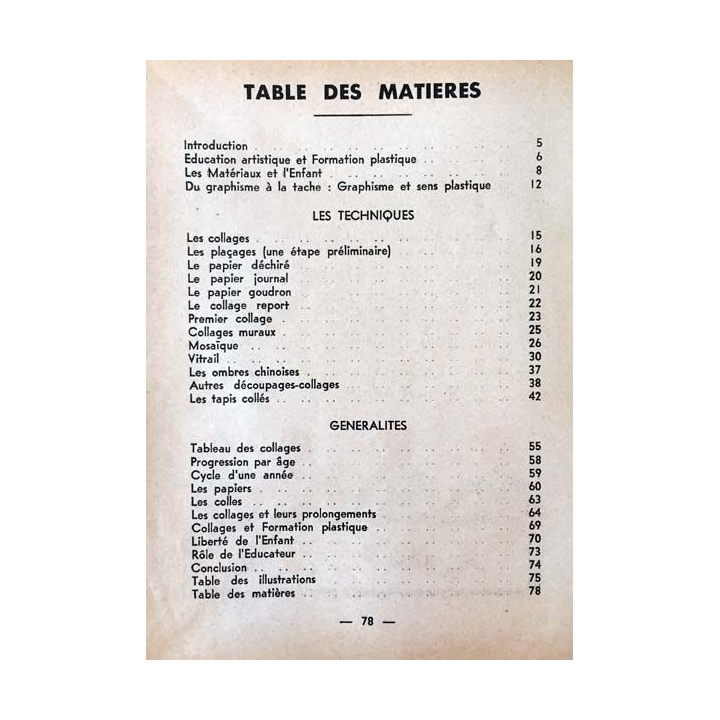 TABLE DES MATIERES
Introduction .. .. .. .. .. .. .. .. .. .. 5
Education artistique et Formation plastique .. .. .. .. 6
Les Matériaux et l'Enfant .. .. .. .. .. .. .. 8
Du graphisme à la tache : Graphisme et sens plastique 12
LES TECHNIQUES
Les collages .. .. .. .. .. .. .. .. .. .. 15
Les plaçages (une étape préliminaire) .. .. .. .. .. 16
Le papier déchiré .. .. .. .. .. .. .. .. .. 19
Le papier journal .. .. .. .. .. .. .. .. .. 20
Le papier goudron .. .. .. .. .. .. .. .. .. 21
Le collage report .. .. .. .. .. .. .. .. .. 22
Premier collage .. .. .. .. .. .. .. .. .. 23
Collages muraux .. .. .. .. .. .. .. .. .. 25
Mosaïque .. .. .. .. .. .. .. .. .. .. 26
Vitrail .. .. .. .. .. .. .. .. .. .. .. 30
Les ombres chinoises .. .. .. .. .. .. .. .. 37
Autres découpages-collages .. .. .. .. .. .. .. 38
Les tapis collés .. .. .. .. .. .. .. .. .. 42
GENERALITES
Tableau des collages .. .. .. .. .. .. .. .. 55
Progression par âge .. .. .. .. .. .. .. .. 58
Cycle d'une année .. .. .. .. .. .. .. .. 59
Les papiers .. .. .. .. .. .. .. .. .. .. 60
Les colles .. .. .. .. .. .. .. .. .. .. 63
Les collages et leurs prolongements .. .. .. .. .. 64
Collages et Formation plastique .. .. .. .. .. .. 69
Liberté de l'Enfant .. .. .. .. .. .. .. .. 70
Rôle de l'Educateur .. .. .. .. .. .. .. .. 73
Conclusion .. .. .. .. .. .. .. .. .. .. 74
Table des illustrations .. .. .. .. .. .. .. 75
Table des matières .. .. .. .. .. .. .. .. 78
— 78 —